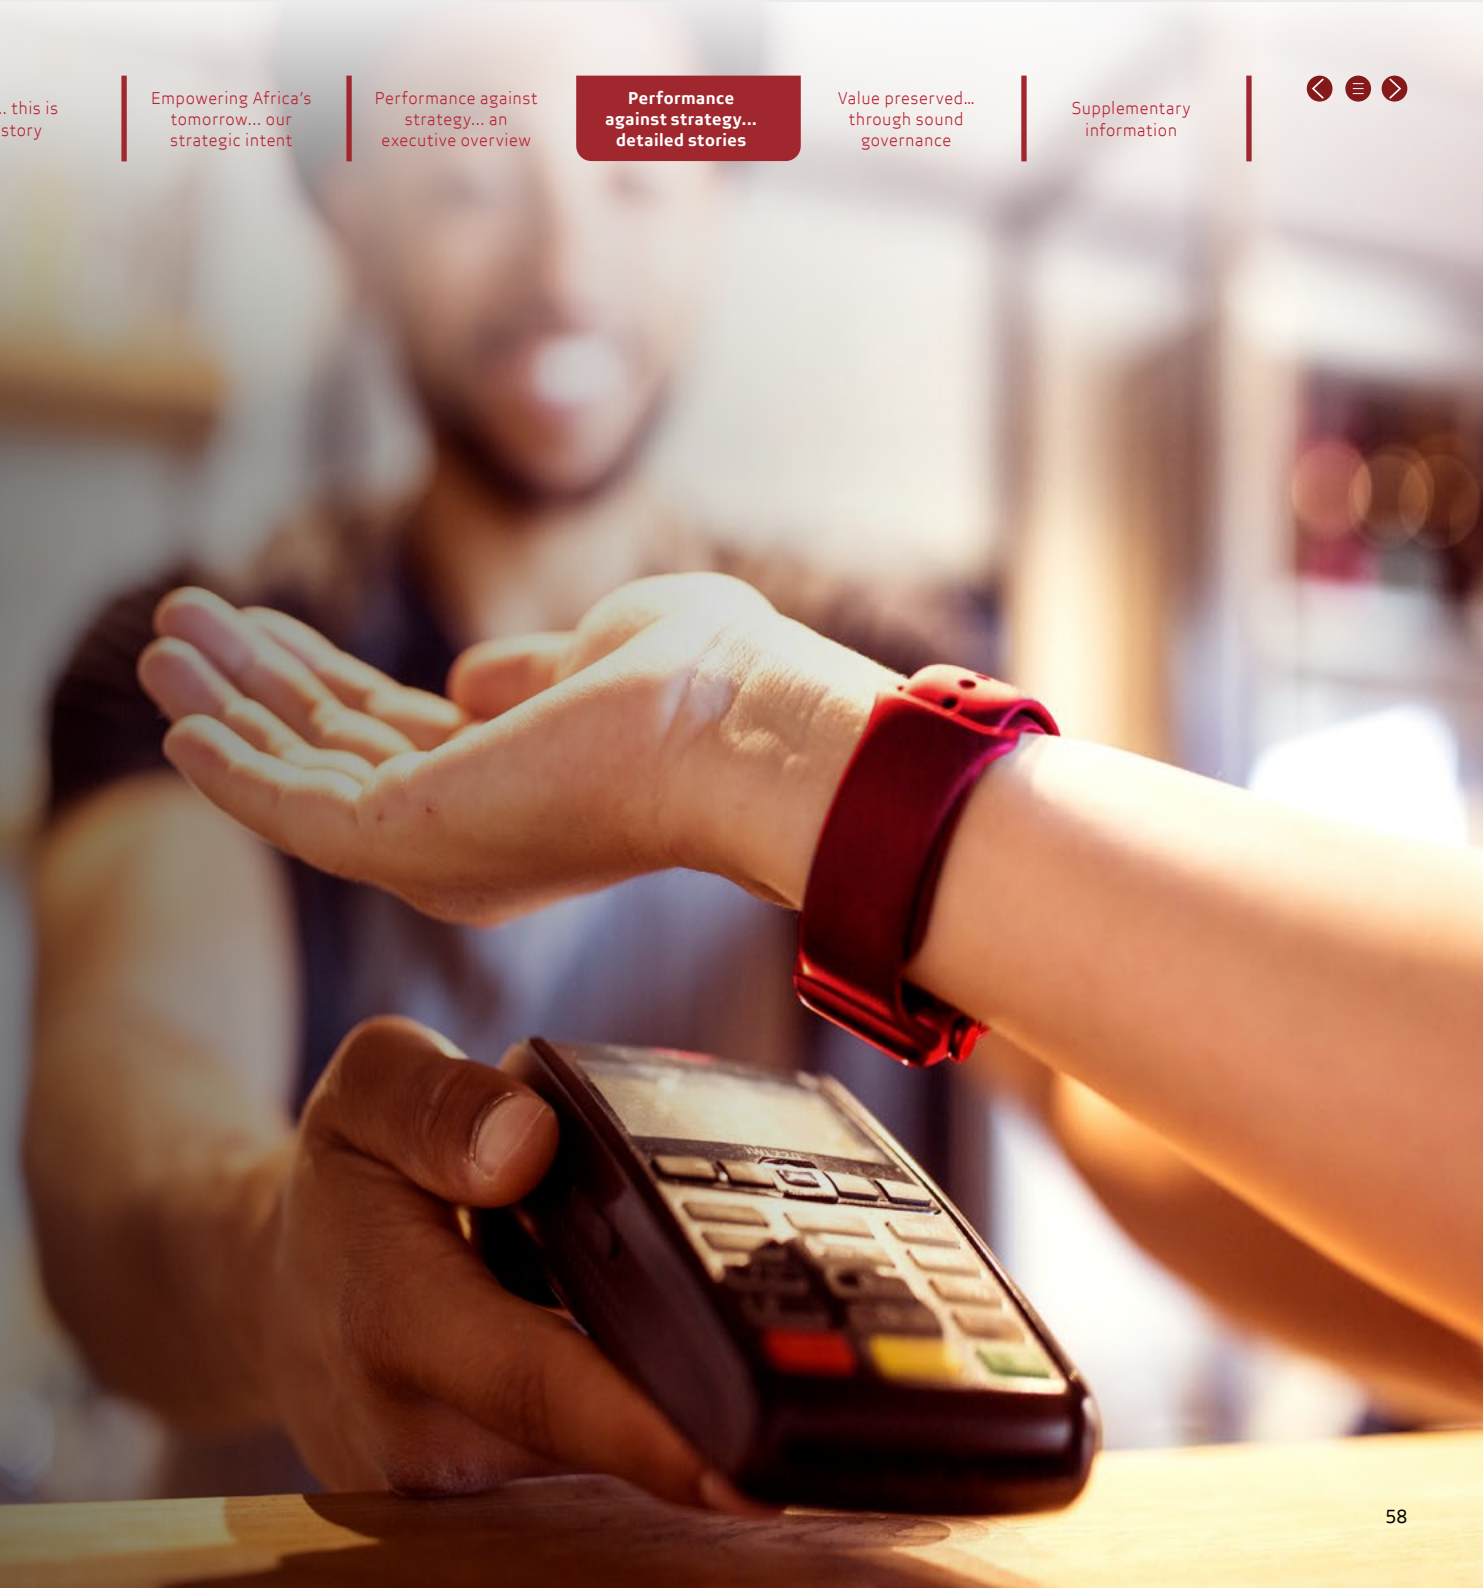 .. this is
story
Empowering Africa's
tomorrow... our
strategic intent
Performance against
strategy... an
executive overview
Performance
against strategy...
detailed stories
Value preserved...
through sound
governance
Supplementary
information
58